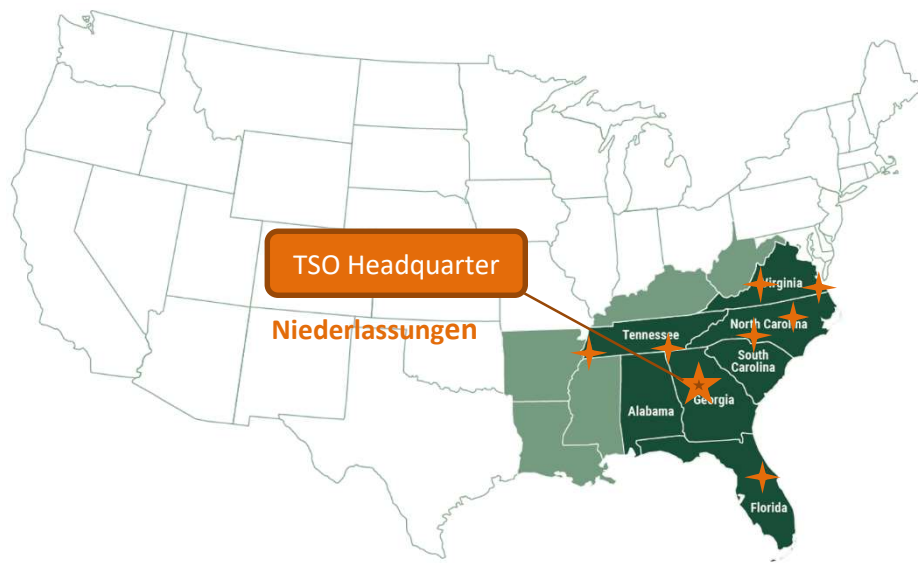 TSO Headquarter
Niederlassungen
Virginia
Tennessee
North Carolina
South
Carolina
Alabama
Georgia
Florida